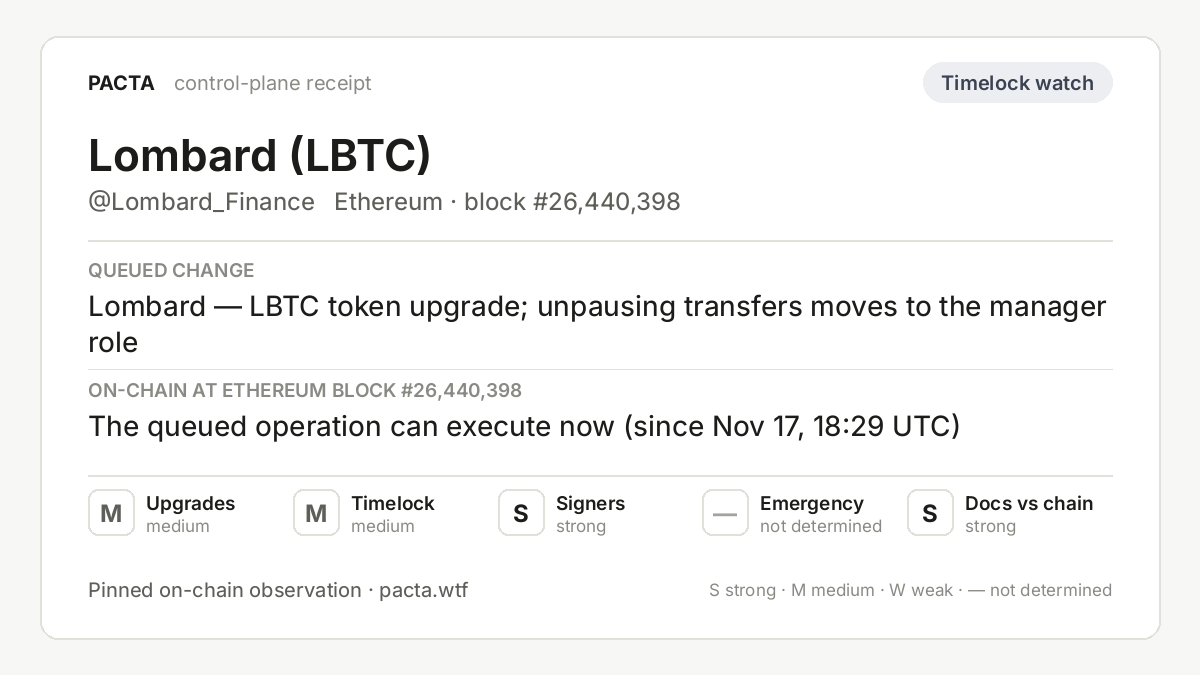 PACTA control-plane receipt
Timelock watch
Lombard (LBTC)
@Lombard_Finance Ethereum · block #26,440,398
QUEUED CHANGE
Lombard — LBTC token upgrade; unpausing transfers moves to the manager
role
ON-CHAIN AT ETHEREUM BLOCK #26,440,398
The queued operation can execute now (since Nov 17, 18:29 UTC)
M Upgrades medium
M Timelock medium
S Signers strong
— Emergency not determined
S Docs vs chain strong
Pinned on-chain observation · pacta.wtf
S strong · M medium · W weak · — not determined